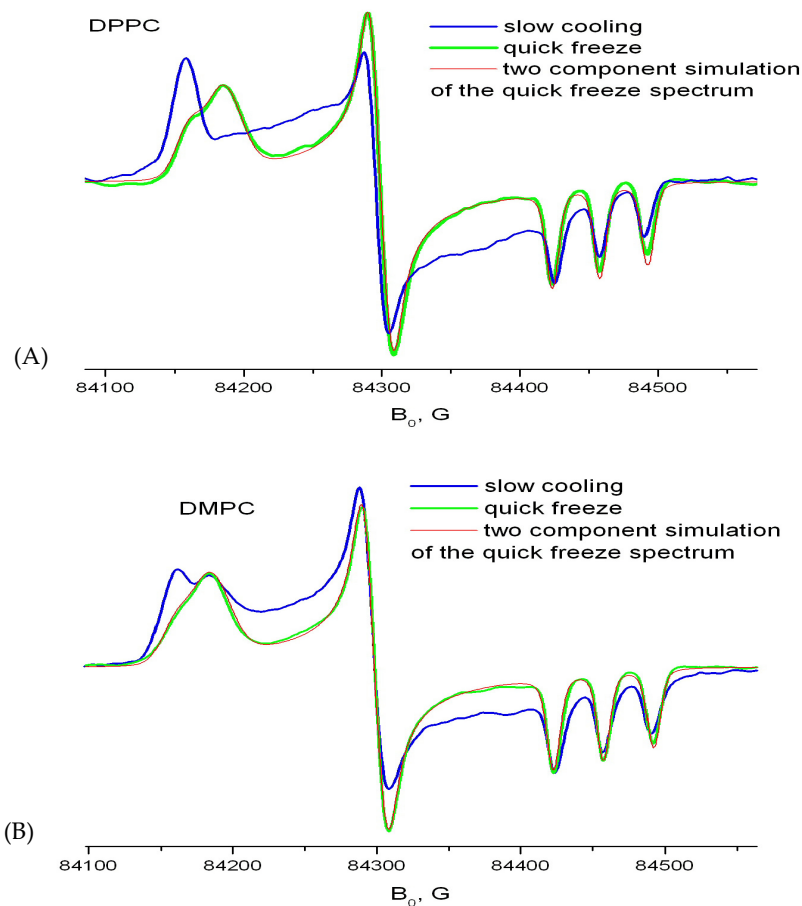 DPPC
slow cooling
quick freeze
two component simulation
of the quick freeze spectrum
(A)
84100 84200 84300 84400 84500
B₀, G
DMPC
slow cooling
quick freeze
two component simulation
of the quick freeze spectrum
(B)
84100 84200 84300 84400 84500
B₀, G